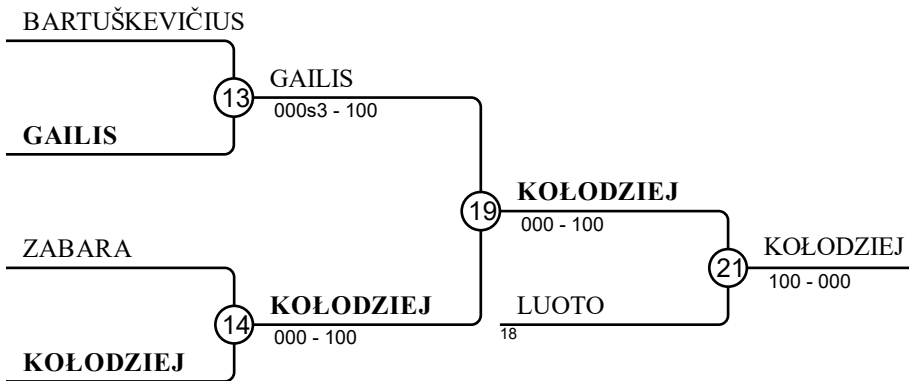 BARTUŠKEVIČIUS
13
GAILIS
000s3 - 100
GAILIS
19
KOŁODZIEJ
000 - 100
ZABARA
14
KOŁODZIEJ
000 - 100
KOŁODZIEJ
21
KOŁODZIEJ
100 - 000
LUOTO
18